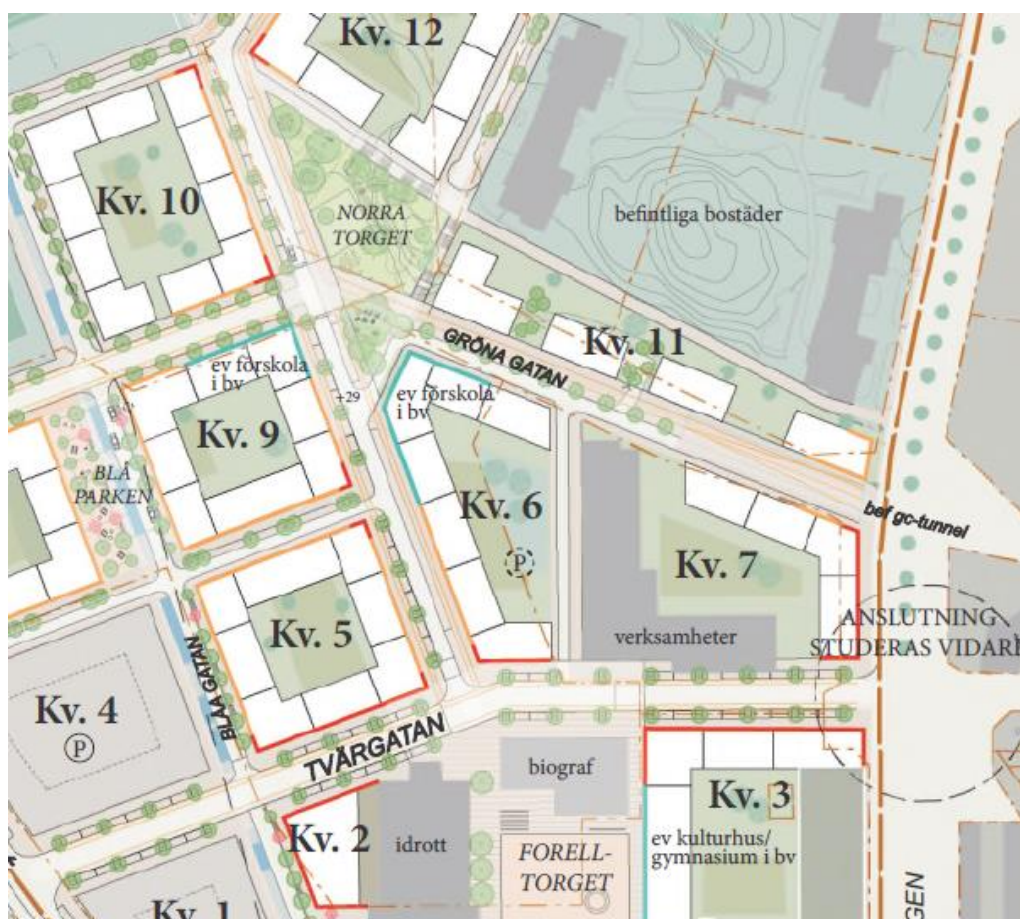 Kv. 12
Kv. 10
NORRA
TORGET
befintliga bostäder
GRÖNA GATAN
Kv. 11
ev förskola
i bv
ev förskola
i bv
+29
Kv. 9
BLÅ
PARKEN
Kv. 6
P
bef gc-tunnel
Kv. 7
Kv. 5
verksamheter
ANSLUTNING
STUDERAS VIDARE
BLÅA GATAN
Kv. 4
P
TVÄRGATAN
biograf
Kv. 3
Kv. 2
idrott
ev kulturhus/
gymnasium i bv
FORELL-
TORGET
GEN
Kv. 1